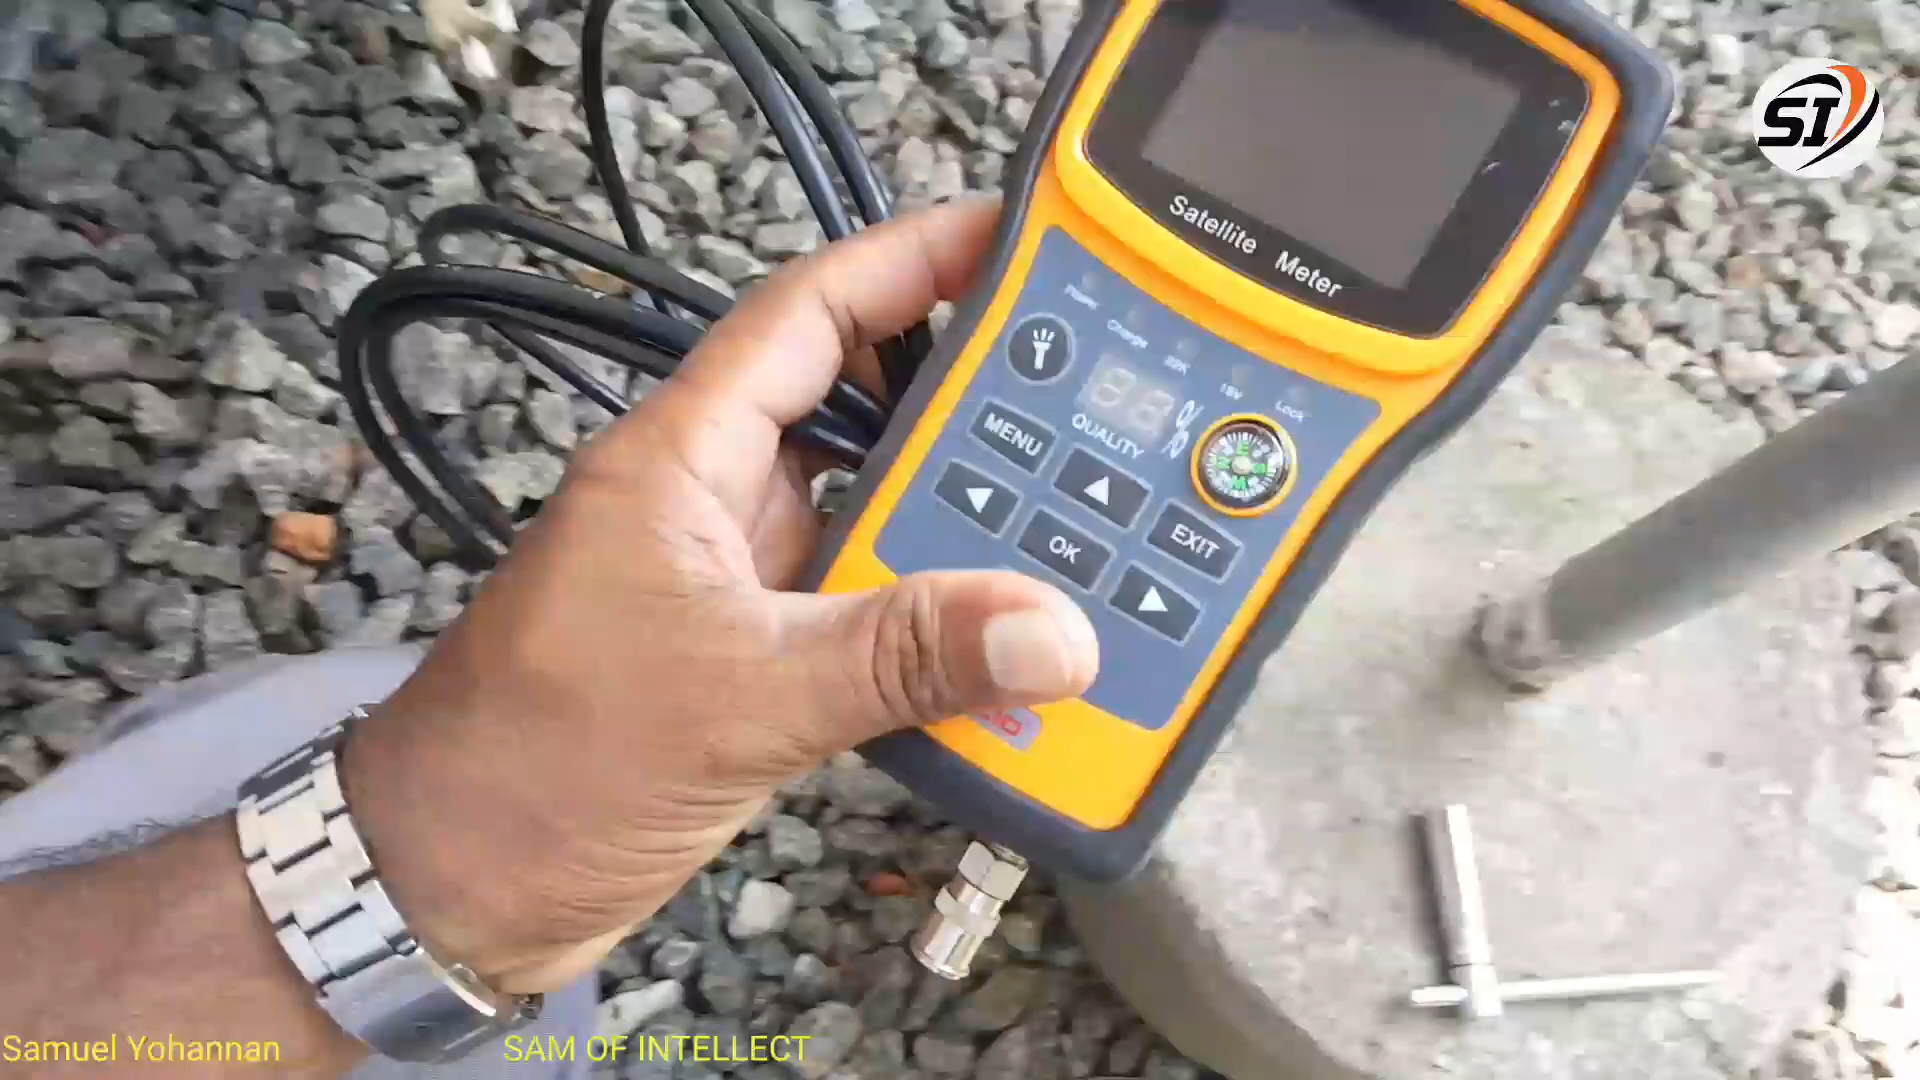 SI
Satellite Meter
Power
Charge
22K
18V
Lock
%
QUALITY
MENU
OK
EXIT
Samuel Yohannan
SAM OF INTELLECT